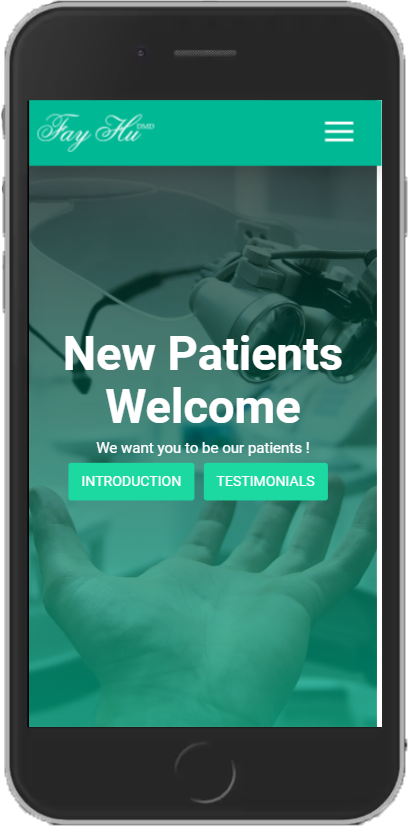 Fay Hu DMD
New Patients
Welcome
We want you to be our patients !
INTRODUCTION
TESTIMONIALS